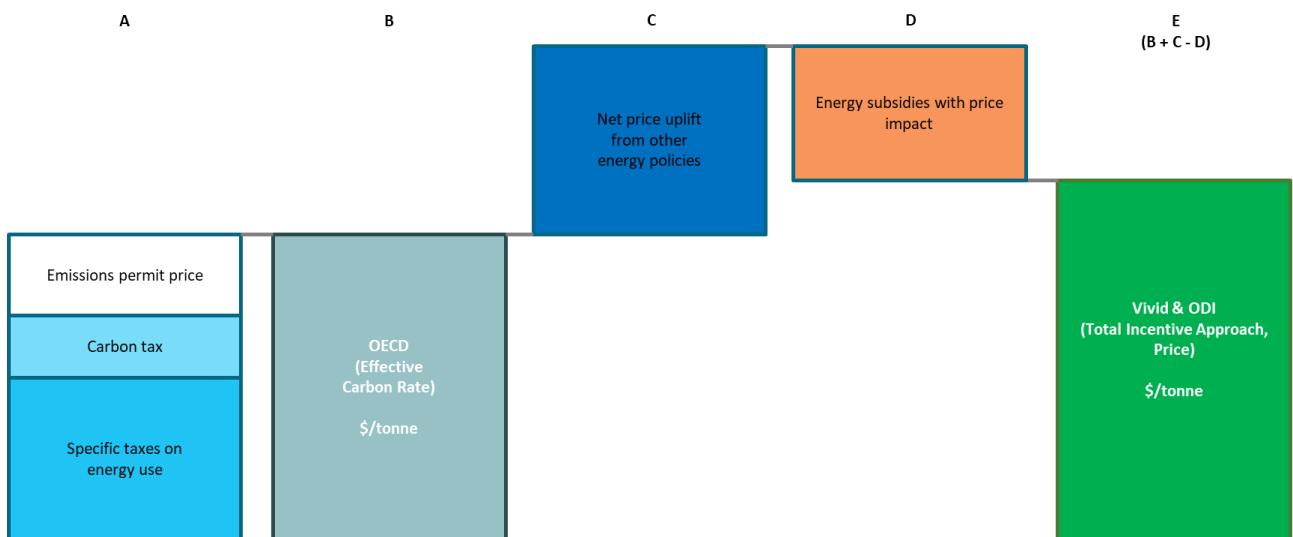 A
B
C
D
E
(B + C - D)
Emissions permit price
Carbon tax
Specific taxes on
energy use
OECD
(Effective
Carbon Rate)
$/tonne
Net price uplift
from other
energy policies
Energy subsidies with price
impact
Vivid & ODI
(Total Incentive Approach,
Price)
$/tonne